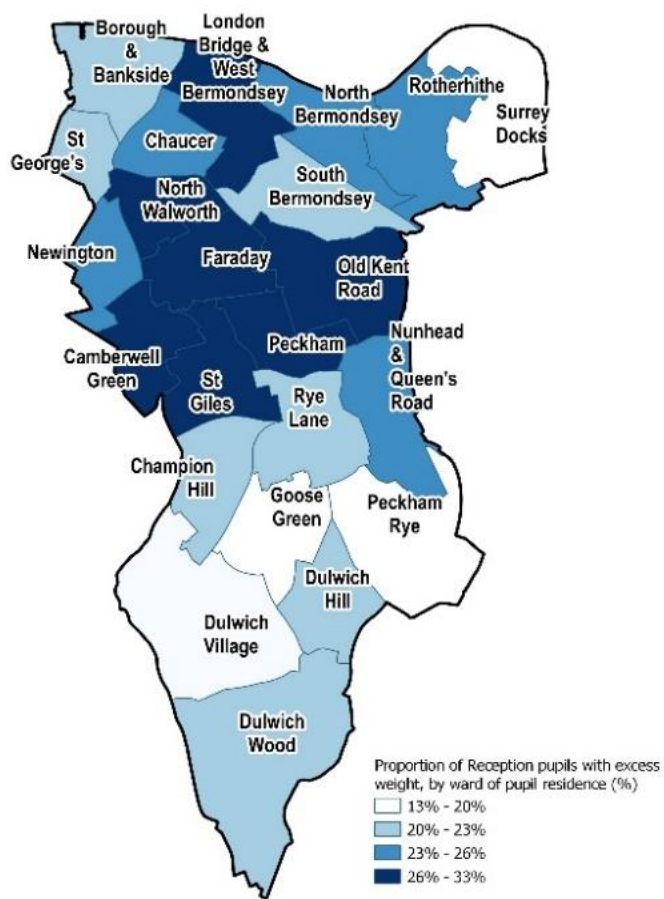 Borough
&
Bankside
London
Bridge &
West
Bermondsey
North
Bermondsey
Rotherhithe
Surrey
Docks
St
George's
Chaucer
South
Bermondsey
North
Walworth
Newington
Faraday
Old Kent
Road
Camberwell
Green
St
Giles
Peckham
Nunhead
&
Queen's
Road
Rye
Lane
Champion
Hill
Goose
Green
Peckham
Rye
Dulwich
Hill
Dulwich
Village
Dulwich
Wood
Proportion of Reception pupils with excess
weight, by ward of pupil residence (%)
13% - 20%
20% - 23%
23% - 26%
26% - 33%